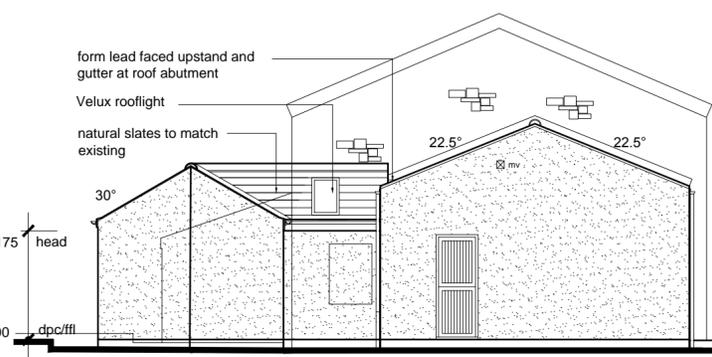 form lead faced upstand and
gutter at roof abutment
Velux rooflight
natural slates to match
existing
22.5°
22.5°
mv
30°
175
head
00
dpc/ffl